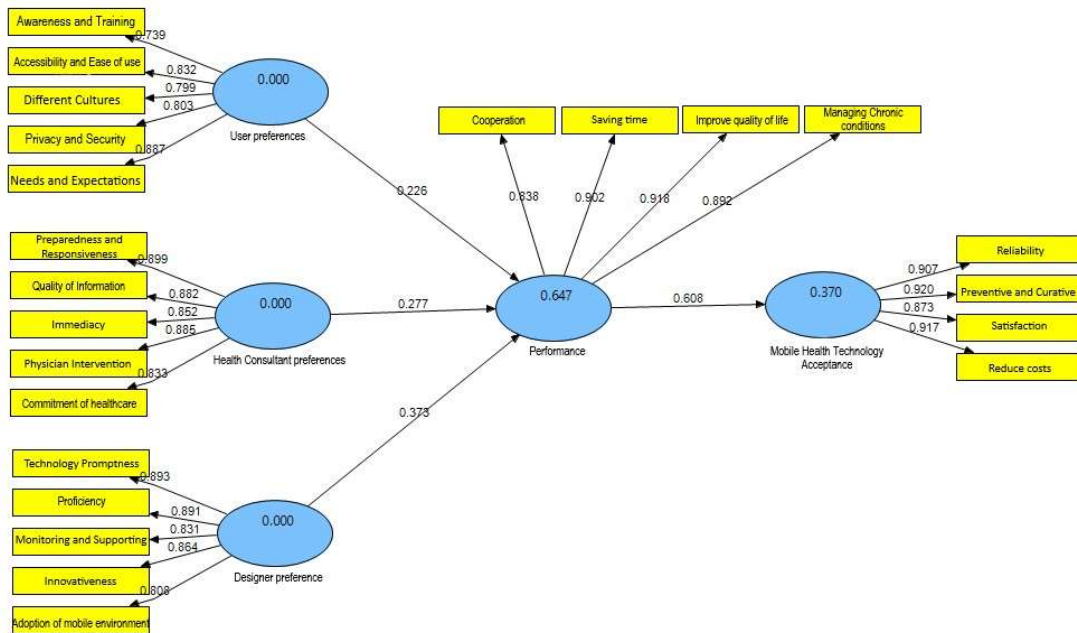 Awareness and Training
0.739
Accessibility and Ease of use
0.832
Different Cultures
0.799
Privacy and Security
0.803
Needs and Expectations
0.887
0.000
User preferences
0.226
Preparedness and
Responsiveness
0.899
Quality of Information
0.882
Immediacy
0.852
Physician Intervention
0.885
Commitment of healthcare
0.833
0.000
Health Consultant preferences
0.277
Technology Promptness
0.893
Proficiency
0.891
Monitoring and Supporting
0.831
Innovativeness
0.864
Adoption of mobile environment
0.808
0.000
Designer preference
0.373
Cooperation
0.838
Saving time
0.902
Improve quality of life
0.918
Managing Chronic
conditions
0.892
0.647
Performance
0.608
0.370
Mobile Health Technology
Acceptance
Reliability
0.907
Preventive and Curative
0.920
Satisfaction
0.873
Reduce costs
0.917